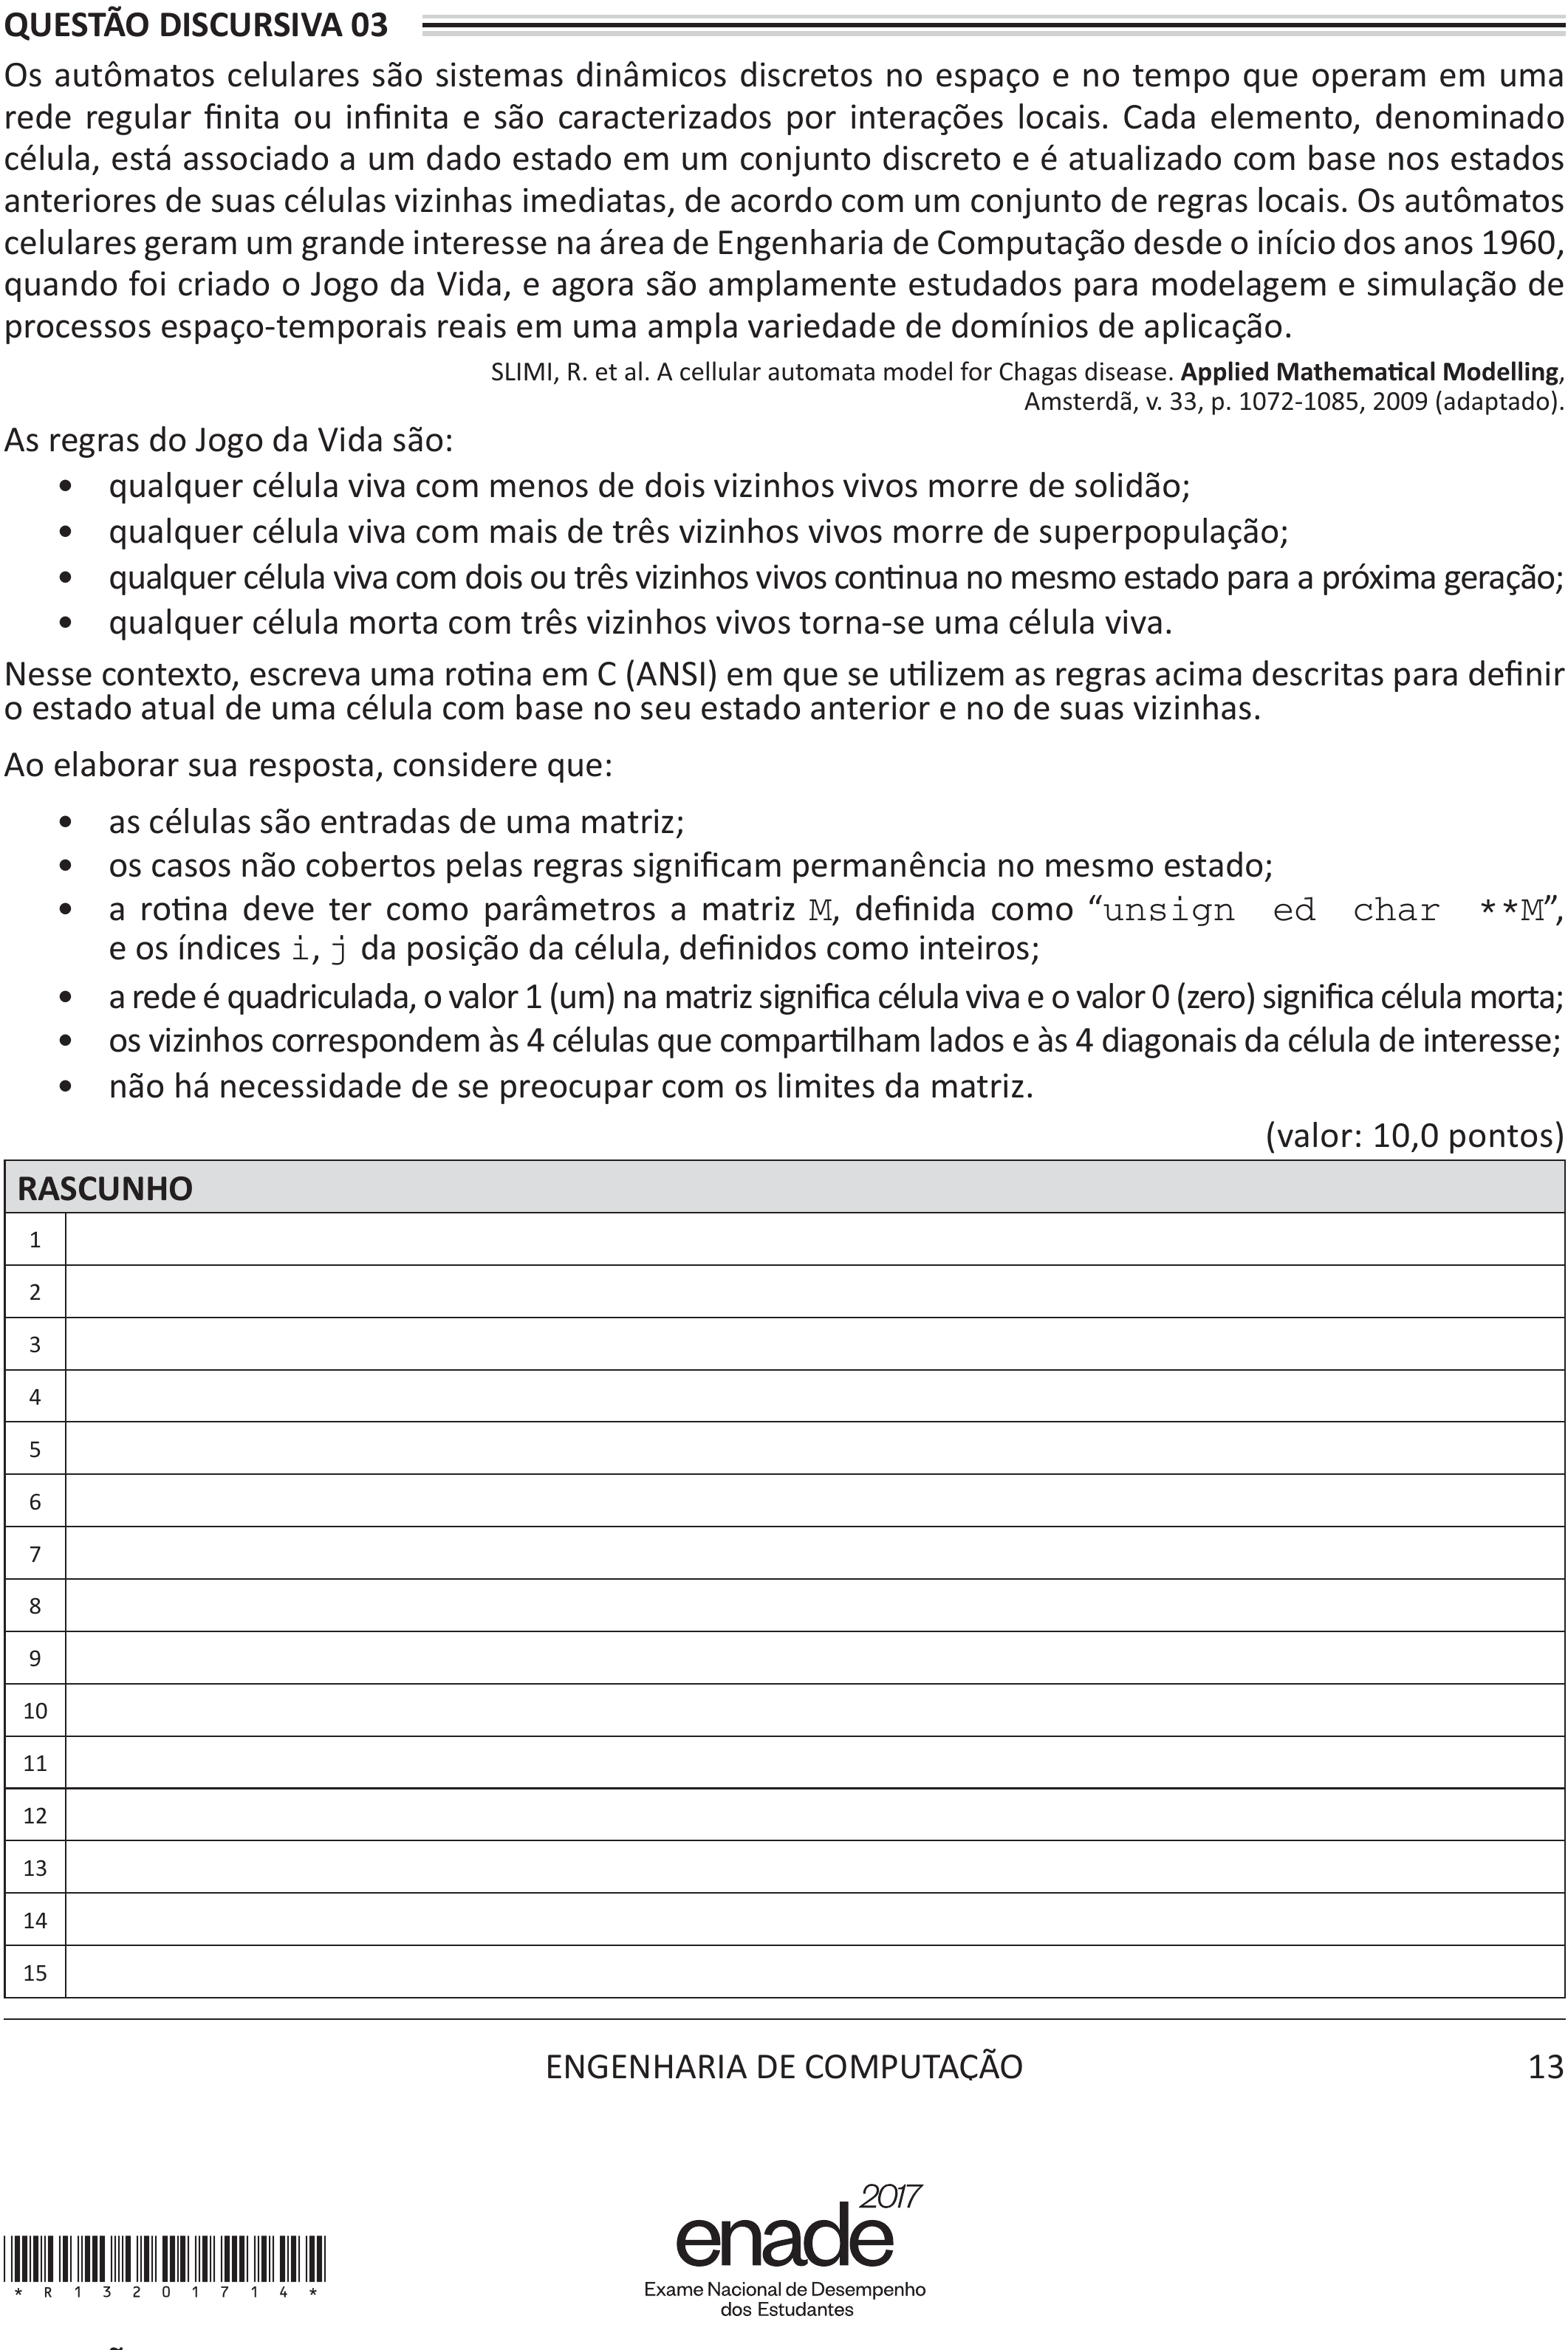 QUESTÃO DISCURSIVA 03
Os autômatos celulares são sistemas dinâmicos discretos no espaço e no tempo que operam em uma
rede regular finita ou infinita e são caracterizados por interações locais. Cada elemento, denominado
célula, está associado a um dado estado em um conjunto discreto e é atualizado com base nos estados
anteriores de suas células vizinhas imediatas, de acordo com um conjunto de regras locais. Os autômatos
celulares geram um grande interesse na área de Engenharia de Computação desde o início dos anos 1960,
quando foi criado o Jogo da Vida, e agora são amplamente estudados para modelagem e simulação de
processos espaço-temporais reais em uma ampla variedade de domínios de aplicação.
SLIMI, R. et al. A cellular automata model for Chagas disease. Applied Mathematical Modelling,
Amsterdã, v. 33, p. 1072-1085, 2009 (adaptado).
As regras do Jogo da Vida são:
• qualquer célula viva com menos de dois vizinhos vivos morre de solidão;
• qualquer célula viva com mais de três vizinhos vivos morre de superpopulação;
• qualquer célula viva com dois ou três vizinhos vivos continua no mesmo estado para a próxima geração;
• qualquer célula morta com três vizinhos vivos torna-se uma célula viva.
Nesse contexto, escreva uma rotina em C (ANSI) em que se utilizem as regras acima descritas para definir
o estado atual de uma célula com base no seu estado anterior e no de suas vizinhas.
Ao elaborar sua resposta, considere que:
• as células são entradas de uma matriz;
• os casos não cobertos pelas regras significam permanência no mesmo estado;
• a rotina deve ter como parâmetros a matriz M, definida como “unsign ed char **M”,
e os índices i, j da posição da célula, definidos como inteiros;
• a rede é quadriculada, o valor 1 (um) na matriz significa célula viva e o valor 0 (zero) significa célula morta;
• os vizinhos correspondem às 4 células que compartilham lados e às 4 diagonais da célula de interesse;
• não há necessidade de se preocupar com os limites da matriz.
(valor: 10,0 pontos)
RASCUNHO
1
2
3
4
5
6
7
8
9
10
11
12
13
14
15
ENGENHARIA DE COMPUTAÇÃO 13
*R13201714*
enade 2017
Exame Nacional de Desempenho
dos Estudantes